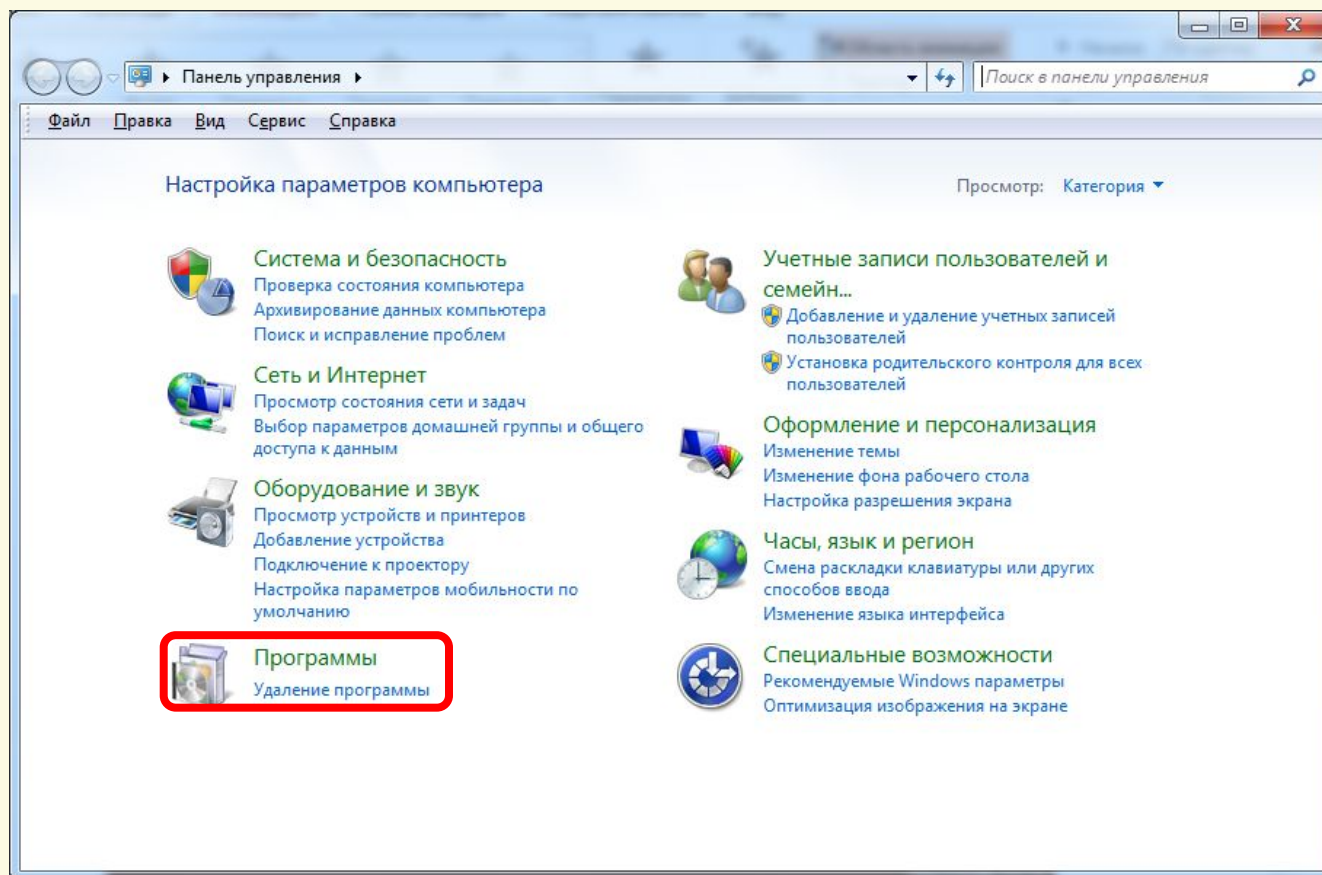 Панель управления
Поиск в панели управления
Файл Правка Вид Сервис Справка
Настройка параметров компьютера
Просмотр: Категория
Система и безопасность
Проверка состояния компьютера
Архивирование данных компьютера
Поиск и исправление проблем
Сеть и Интернет
Просмотр состояния сети и задач
Выбор параметров домашней группы и общего
доступа к данным
Оборудование и звук
Просмотр устройств и принтеров
Добавление устройства
Подключение к проектору
Настройка параметров мобильности по
умолчанию
Программы
Удаление программы
Учетные записи пользователей и
семейн...
Добавление и удаление учетных записей
пользователей
Установка родительского контроля для всех
пользователей
Оформление и персонализация
Изменение темы
Изменение фона рабочего стола
Настройка разрешения экрана
Часы, язык и регион
Смена раскладки клавиатуры или других
способов ввода
Изменение языка интерфейса
Специальные возможности
Рекомендуемые Windows параметры
Оптимизация изображения на экране